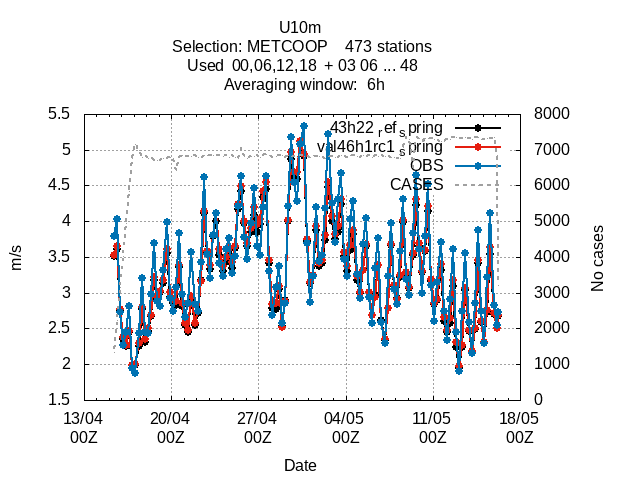 U10m
Selection: METCOOP 473 stations
Used 00,06,12,18 + 03 06 ... 48
Averaging window: 6h
5.5
5
4.5
4
3.5
3
2.5
2
1.5
8000
7000
6000
5000
4000
3000
2000
1000
0
43h22_ref_spring
val46h1rc1_spring
OBS
CASES
m/s
No cases
13/04 20/04 27/04 04/05 11/05 18/05
00Z 00Z 00Z 00Z 00Z 00Z
Date